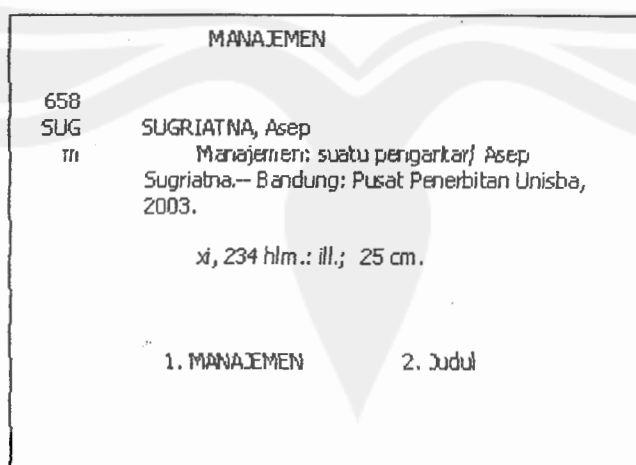 MANAJEMEN
658
SUG SUGRIATNA, Asep
m Manajemen: suatu pengantar/ Asep
Sugriatna.-- Bandung: Pusat Penerbitan Unisba,
2003.
xi, 234 hlm.: ill.; 25 cm.
1. MANAJEMEN 2. Judul